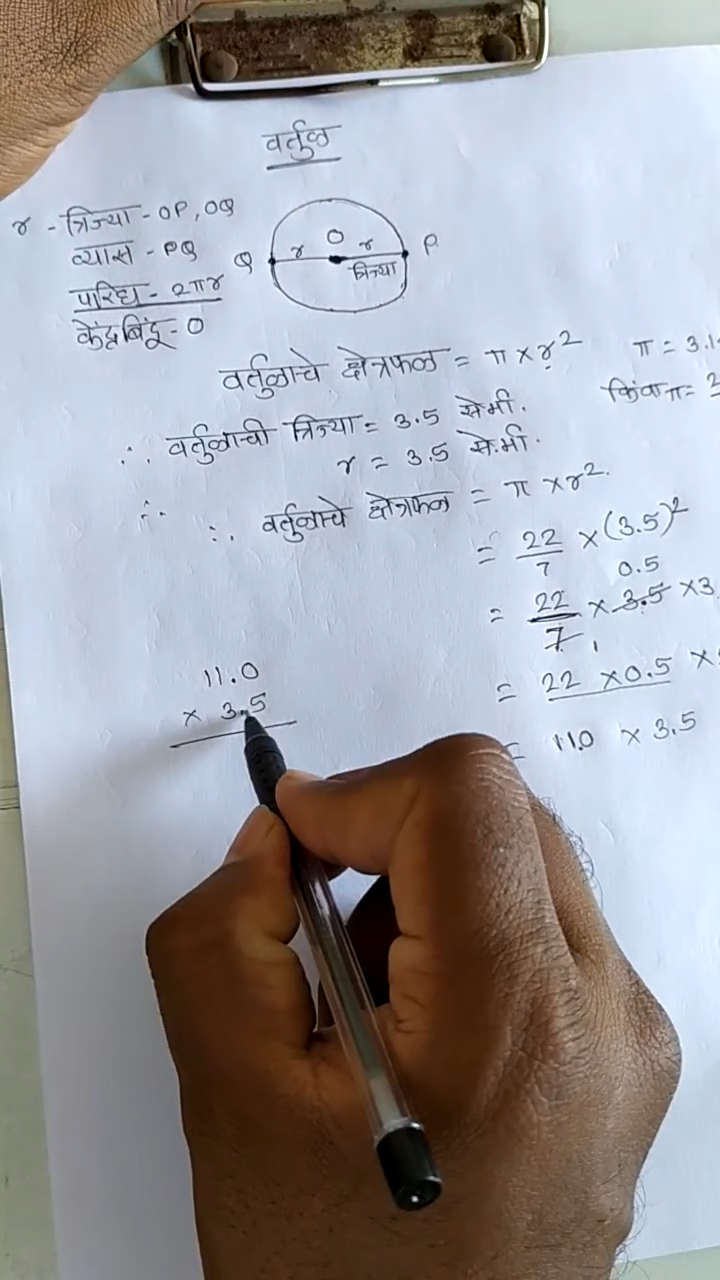 वर्तुळ
r - त्रिज्या - OP, OQ
व्यास - PQ
परिघ - 2πr
केंद्रबिंदू - O
Q r O r P
त्रिज्या
वर्तुळाचे क्षेत्रफळ = π × r² π = 3.1
किंवा π =
∴ वर्तुळाची त्रिज्या = 3.5 सेमी.
r = 3.5 से.मी.
∴
∴ वर्तुळाचे क्षेत्रफळ = π × r².
= 22/7 × (3.5)²
0.5
= 22/7 × 3.5 × 3
1
= 22 × 0.5 ×
= 11.0 × 3.5
11.0
× 3.5